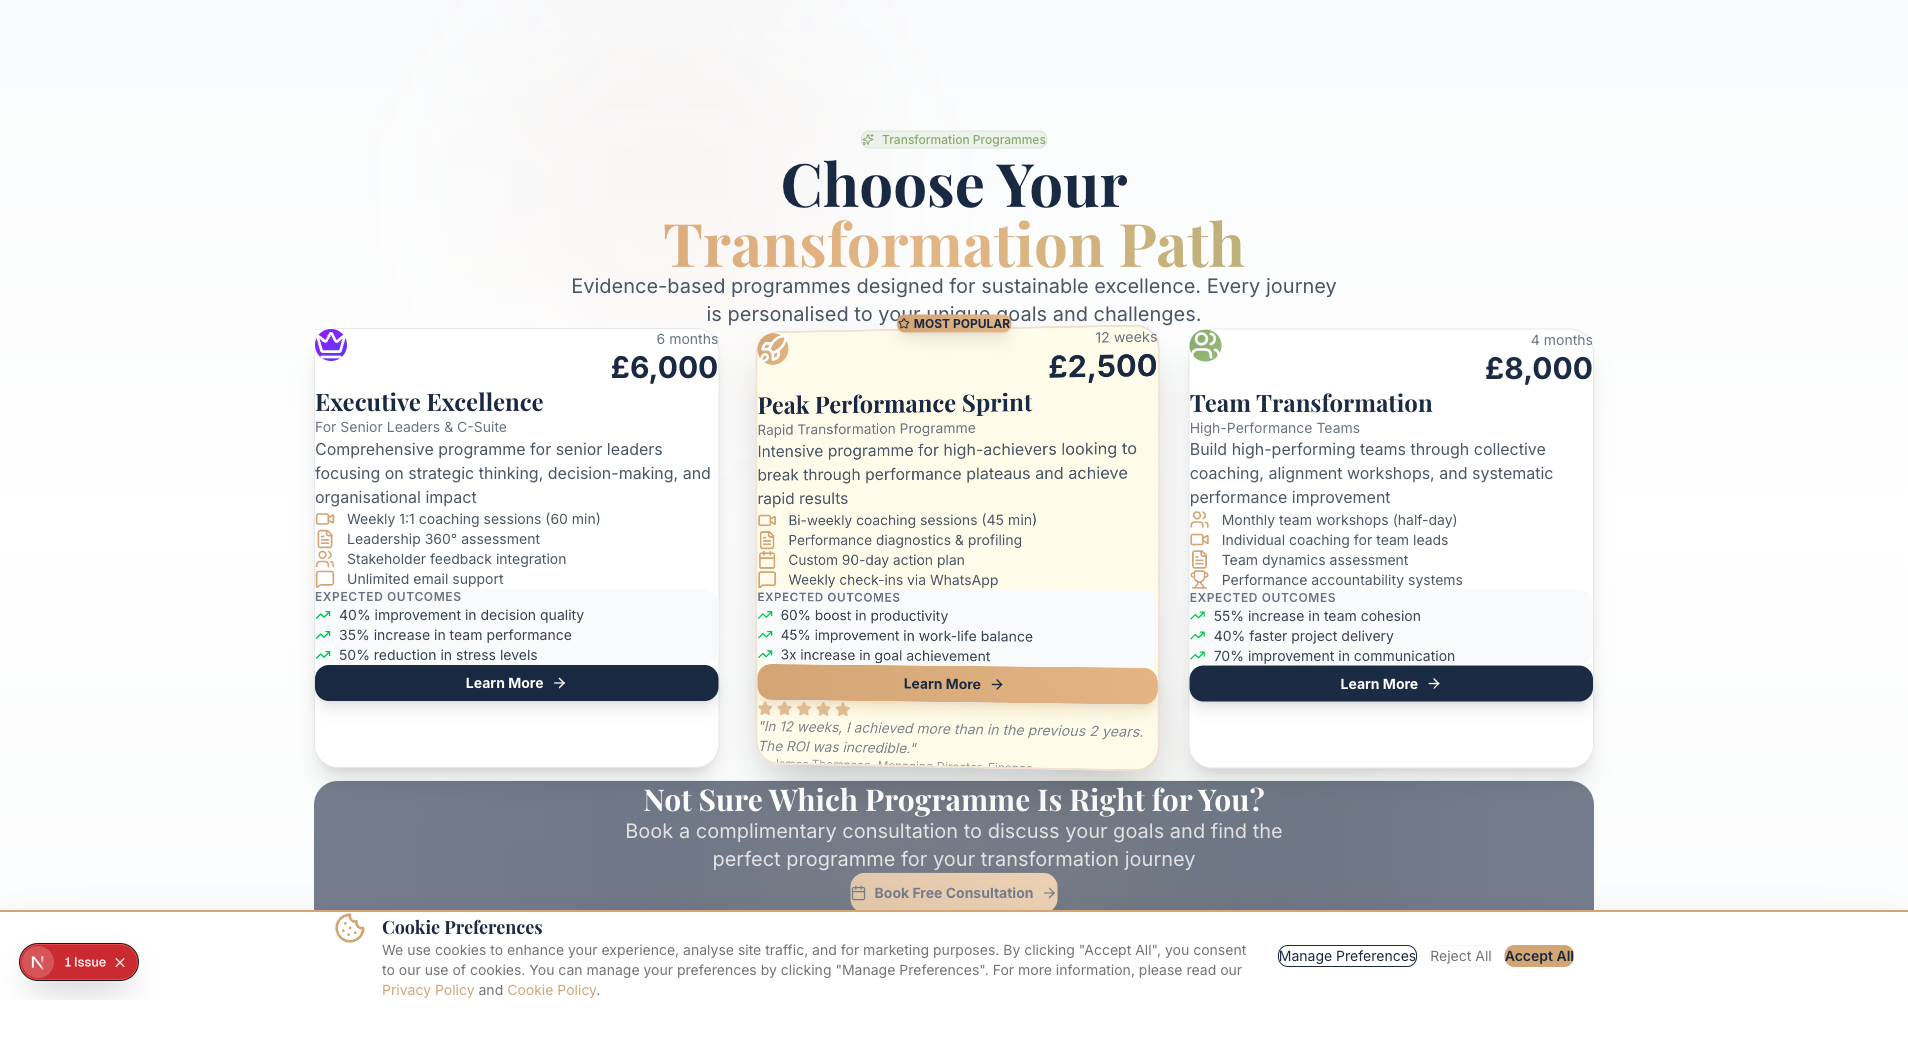 Transformation Programmes
Choose Your
Transformation Path
Evidence-based programmes designed for sustainable excellence. Every journey
is personalised to your unique goals and challenges.
6 months
£6,000
Executive Excellence
For Senior Leaders & C-Suite
Comprehensive programme for senior leaders
focusing on strategic thinking, decision-making, and
organisational impact
Weekly 1:1 coaching sessions (60 min)
Leadership 360° assessment
Stakeholder feedback integration
Unlimited email support
EXPECTED OUTCOMES
40% improvement in decision quality
35% increase in team performance
50% reduction in stress levels
Learn More
MOST POPULAR
12 weeks
£2,500
Peak Performance Sprint
Rapid Transformation Programme
Intensive programme for high-achievers looking to
break through performance plateaus and achieve
rapid results
Bi-weekly coaching sessions (45 min)
Performance diagnostics & profiling
Custom 90-day action plan
Weekly check-ins via WhatsApp
EXPECTED OUTCOMES
60% boost in productivity
45% improvement in work-life balance
3x increase in goal achievement
Learn More
"In 12 weeks, I achieved more than in the previous 2 years.
The ROI was incredible."
James Thompson, Managing Director, Finance
4 months
£8,000
Team Transformation
High-Performing Teams
Build high-performing teams through collective
coaching, alignment workshops, and systematic
performance improvement
Monthly team workshops (half-day)
Individual coaching for team leads
Team dynamics assessment
Performance accountability systems
EXPECTED OUTCOMES
55% increase in team cohesion
40% faster project delivery
70% improvement in communication
Learn More
Not Sure Which Programme Is Right for You?
Book a complimentary consultation to discuss your goals and find the
perfect programme for your transformation journey
Book Free Consultation
Cookie Preferences
We use cookies to enhance your experience, analyse site traffic, and for marketing purposes. By clicking "Accept All", you consent
to our use of cookies. You can manage your preferences by clicking "Manage Preferences". For more information, please read our
Privacy Policy and Cookie Policy.
Manage Preferences
Reject All
Accept All
N
1 Issue